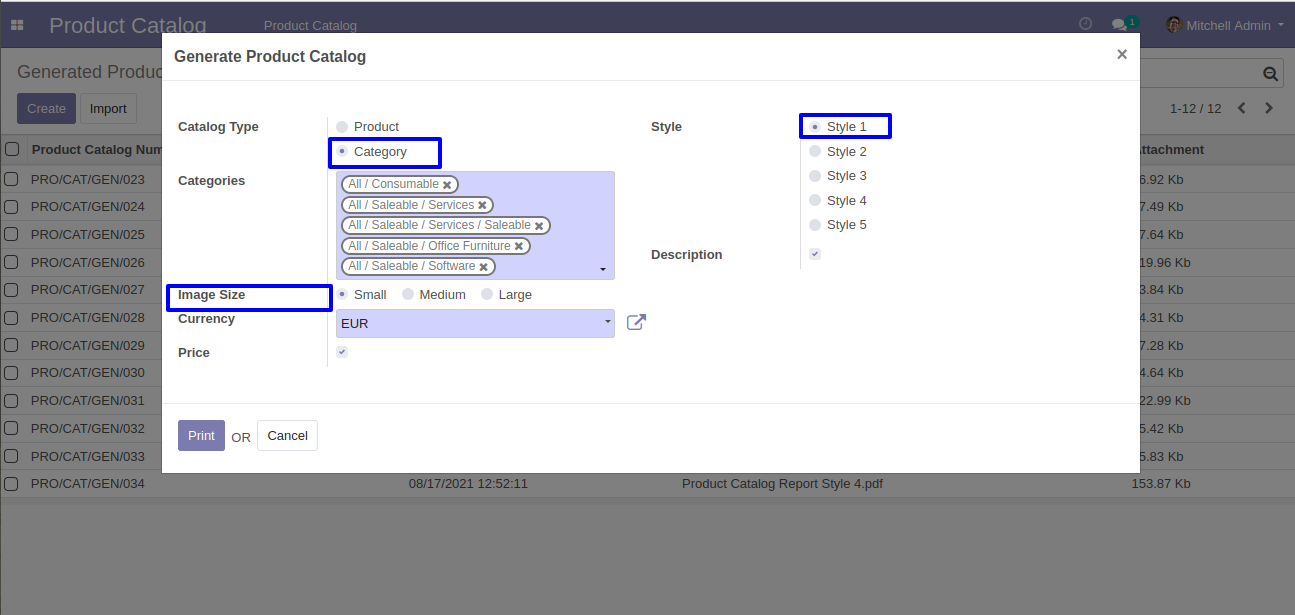 Product Catalog
Product Catalog
1
Mitchell Admin
Generated Produc
Generate Product Catalog
×
Create
Import
1-12 / 12
Catalog Type
Product
Category
Style
Style 1
Style 2
Style 3
Style 4
Style 5
Categories
All / Consumable ×
All / Saleable / Services ×
All / Saleable / Services / Saleable ×
All / Saleable / Office Furniture ×
All / Saleable / Software ×
Description
Image Size
Small
Medium
Large
Currency
EUR
Price
Print
OR
Cancel
Product Catalog Num
ttachment
PRO/CAT/GEN/023
6.92 Kb
PRO/CAT/GEN/024
7.49 Kb
PRO/CAT/GEN/025
7.64 Kb
PRO/CAT/GEN/026
19.96 Kb
PRO/CAT/GEN/027
3.84 Kb
PRO/CAT/GEN/028
4.31 Kb
PRO/CAT/GEN/029
7.28 Kb
PRO/CAT/GEN/030
4.64 Kb
PRO/CAT/GEN/031
22.99 Kb
PRO/CAT/GEN/032
5.42 Kb
PRO/CAT/GEN/033
5.83 Kb
PRO/CAT/GEN/034
08/17/2021 12:52:11
Product Catalog Report Style 4.pdf
153.87 Kb